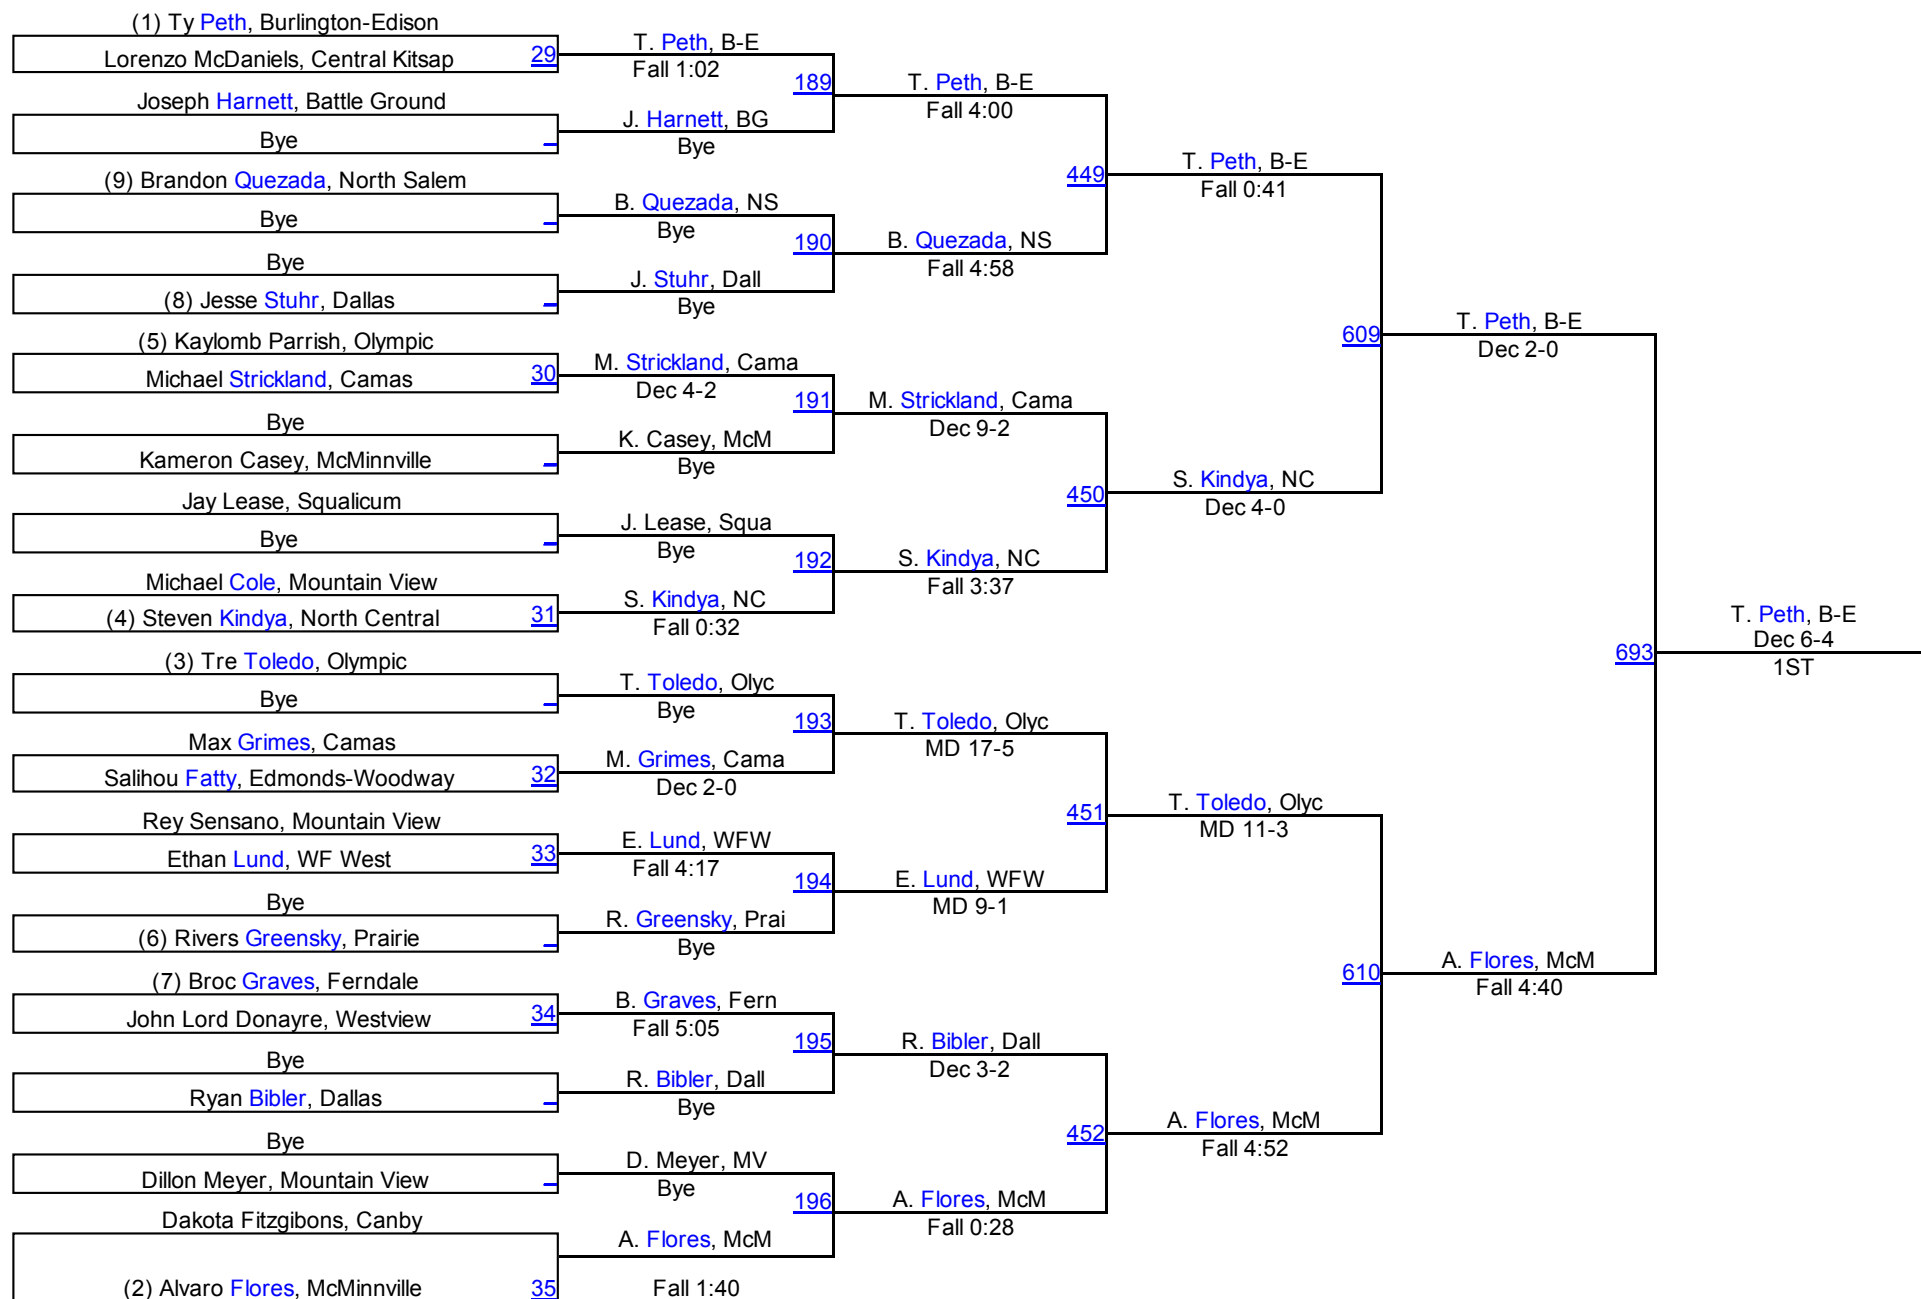 (1) Ty Peth, Burlington-Edison
Lorenzo McDaniels, Central Kitsap 29
Joseph Harnett, Battle Ground
Bye
(9) Brandon Quezada, North Salem
Bye
Bye
(8) Jesse Stuhr, Dallas
(5) Kaylomb Parrish, Olympic
Michael Strickland, Camas 30
Bye
Kameron Casey, McMinnville
Jay Lease, Squalicum
Bye
Michael Cole, Mountain View
(4) Steven Kindya, North Central 31
(3) Tre Toledo, Olympic
Bye
Max Grimes, Camas
Salihou Fatty, Edmonds-Woodway 32
Rey Sensano, Mountain View
Ethan Lund, WF West 33
Bye
(6) Rivers Greensky, Prairie
(7) Broc Graves, Ferndale
John Lord Donayre, Westview 34
Bye
Ryan Bibler, Dallas
Bye
Dillon Meyer, Mountain View
Dakota Fitzgibons, Canby
(2) Alvaro Flores, McMinnville 35
T. Peth, B-E
Fall 1:02
189
J. Harnett, BG
Bye
B. Quezada, NS
Bye
190
J. Stuhr, Dall
Bye
M. Strickland, Cama
Dec 4-2
191
K. Casey, McM
Bye
J. Lease, Squa
Bye
192
S. Kindya, NC
Fall 0:32
T. Toledo, Olyc
Bye
193
M. Grimes, Cama
Dec 2-0
E. Lund, WFW
Fall 4:17
194
R. Greensky, Prai
Bye
B. Graves, Fern
Fall 5:05
195
R. Bibler, Dall
Bye
D. Meyer, MV
Bye
196
A. Flores, McM
Fall 1:40
T. Peth, B-E
Fall 4:00
449
B. Quezada, NS
Fall 4:58
M. Strickland, Cama
Dec 9-2
450
S. Kindya, NC
Fall 3:37
T. Toledo, Olyc
MD 17-5
451
E. Lund, WFW
MD 9-1
R. Bibler, Dall
Dec 3-2
452
A. Flores, McM
Fall 0:28
T. Peth, B-E
Fall 0:41
609
S. Kindya, NC
Dec 4-0
T. Toledo, Olyc
MD 11-3
610
A. Flores, McM
Fall 4:52
T. Peth, B-E
Dec 2-0
693
A. Flores, McM
Fall 4:40
T. Peth, B-E
Dec 6-4
1ST